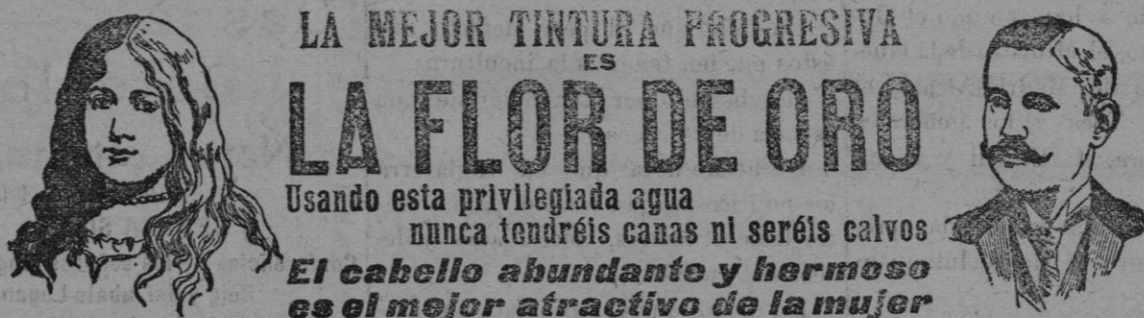 LA MEJOR TINTURA PROGRESIVA
ES
LA FLOR DE ORO
Usando esta privilegiada agua
nunca tendréis canas ni seréis calvos
El cabello abundante y hermoso
es el mejor atractivo de la mujer